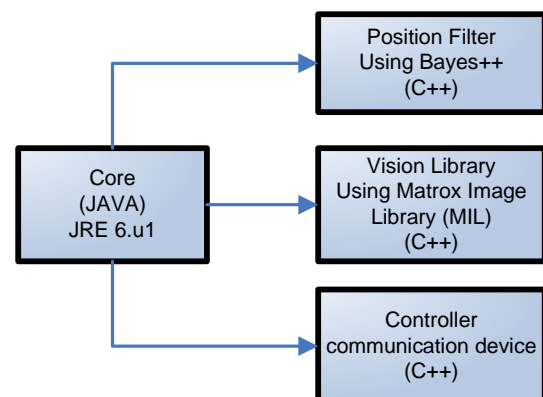 Position Filter
Using Bayes++
(C++)
Core
(JAVA)
JRE 6.u1
Vision Library
Using Matrox Image
Library (MIL)
(C++)
Controller
communication device
(C++)